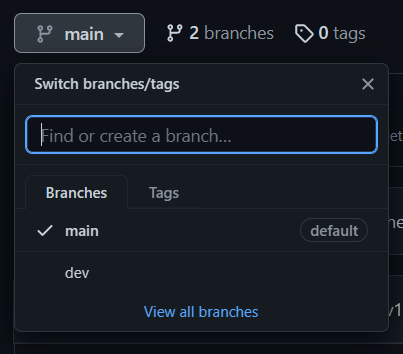 main 2 branches 0 tags
Switch branches/tags
Find or create a branch...
Branches Tags
main default
dev
View all branches